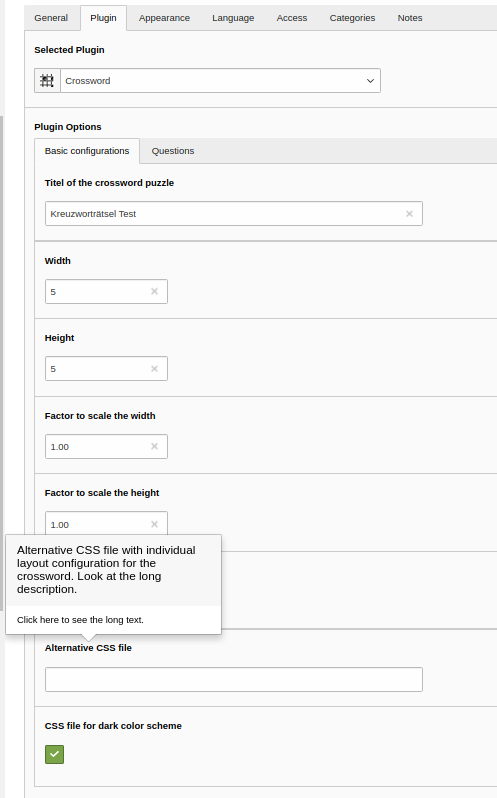 General Plugin Appearance Language Access Categories Notes
Selected Plugin
Crossword
Plugin Options
Basic configurations Questions
Titel of the crossword puzzle
Kreuzworträtsel Test
Width
5
Height
5
Factor to scale the width
1.00
Factor to scale the height
1.00
Alternative CSS file with individual
layout configuration for the
crossword. Look at the long
description.
Click here to see the long text.
Alternative CSS file
CSS file for dark color scheme